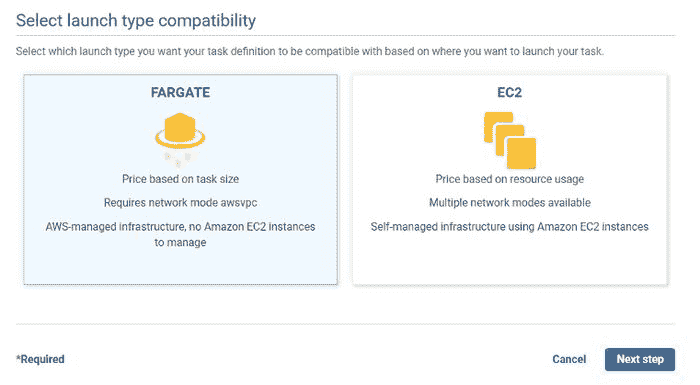 Select launch type compatibility
Select which launch type you want your task definition to be compatible with based on where you want to launch your task.
FARGATE
Price based on task size
Requires network mode awsvpc
AWS-managed infrastructure, no Amazon EC2 instances
to manage
EC2
Price based on resource usage
Multiple network modes available
Self-managed infrastructure using Amazon EC2 instances
*Required
Cancel
Next step